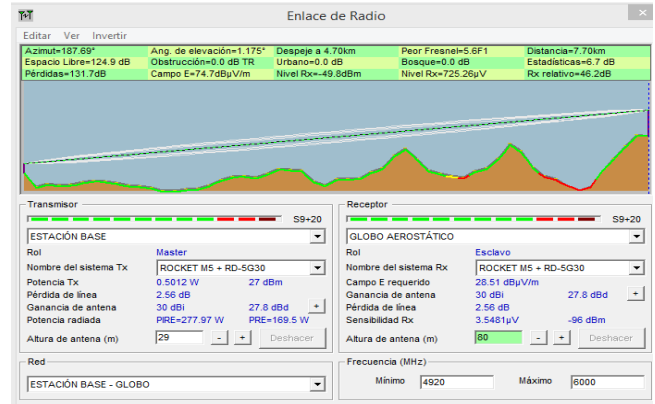 Enlace de Radio
Editar Ver Invertir
Azimut=187.69° Ang. de elevación=1.175° Despeje a 4.70km Peor Fresnel=5.6F1 Distancia=7.70km
Espacio Libre=124.9 dB Obstrucción=0.0 dB TR Urbano=0.0 dB Bosque=0.0 dB Estadísticas=6.7 dB
Pérdidas=131.7dB Campo E=74.7dBµV/m Nivel Rx=-49.8dBm Nivel Rx=725.26µV Rx relativo=46.2dB
Transmisor Receptor
S9+20 S9+20
ESTACIÓN BASE GLOBO AEROSTÁTICO
Rol Master Rol Esclavo
Nombre del sistema Tx ROCKET M5 + RD-5G30 Nombre del sistema Rx ROCKET M5 + RD-5G30
Potencia Tx 0.5012 W 27 dBm Campo E requerido 28.51 dBµV/m
Pérdida de línea 2.56 dB Ganancia de antena 30 dBi 27.8 dBd +
Ganancia de antena 30 dBi 27.8 dBd + Pérdida de línea 2.56 dB
Potencia radiada PIRE=277.97 W PRE=169.5 W Sensibilidad Rx 3.5481µV -96 dBm
Altura de antena (m) 29 - + Deshacer Altura de antena (m) 80 - + Deshacer
Red Frecuencia (MHz)
ESTACIÓN BASE - GLOBO Mínimo 4920 Máximo 6000